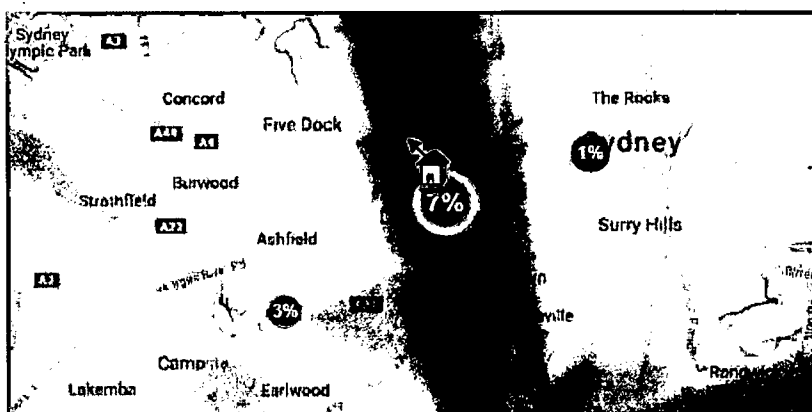 Sydney
ympic Park
A3
Concord
The Rocks
Five Dock
A4
ydney
1%
Burwood
Strathfield
7%
A22
Surry Hills
Ashfield
A3
3%
ville
Lakemba
Earlwood